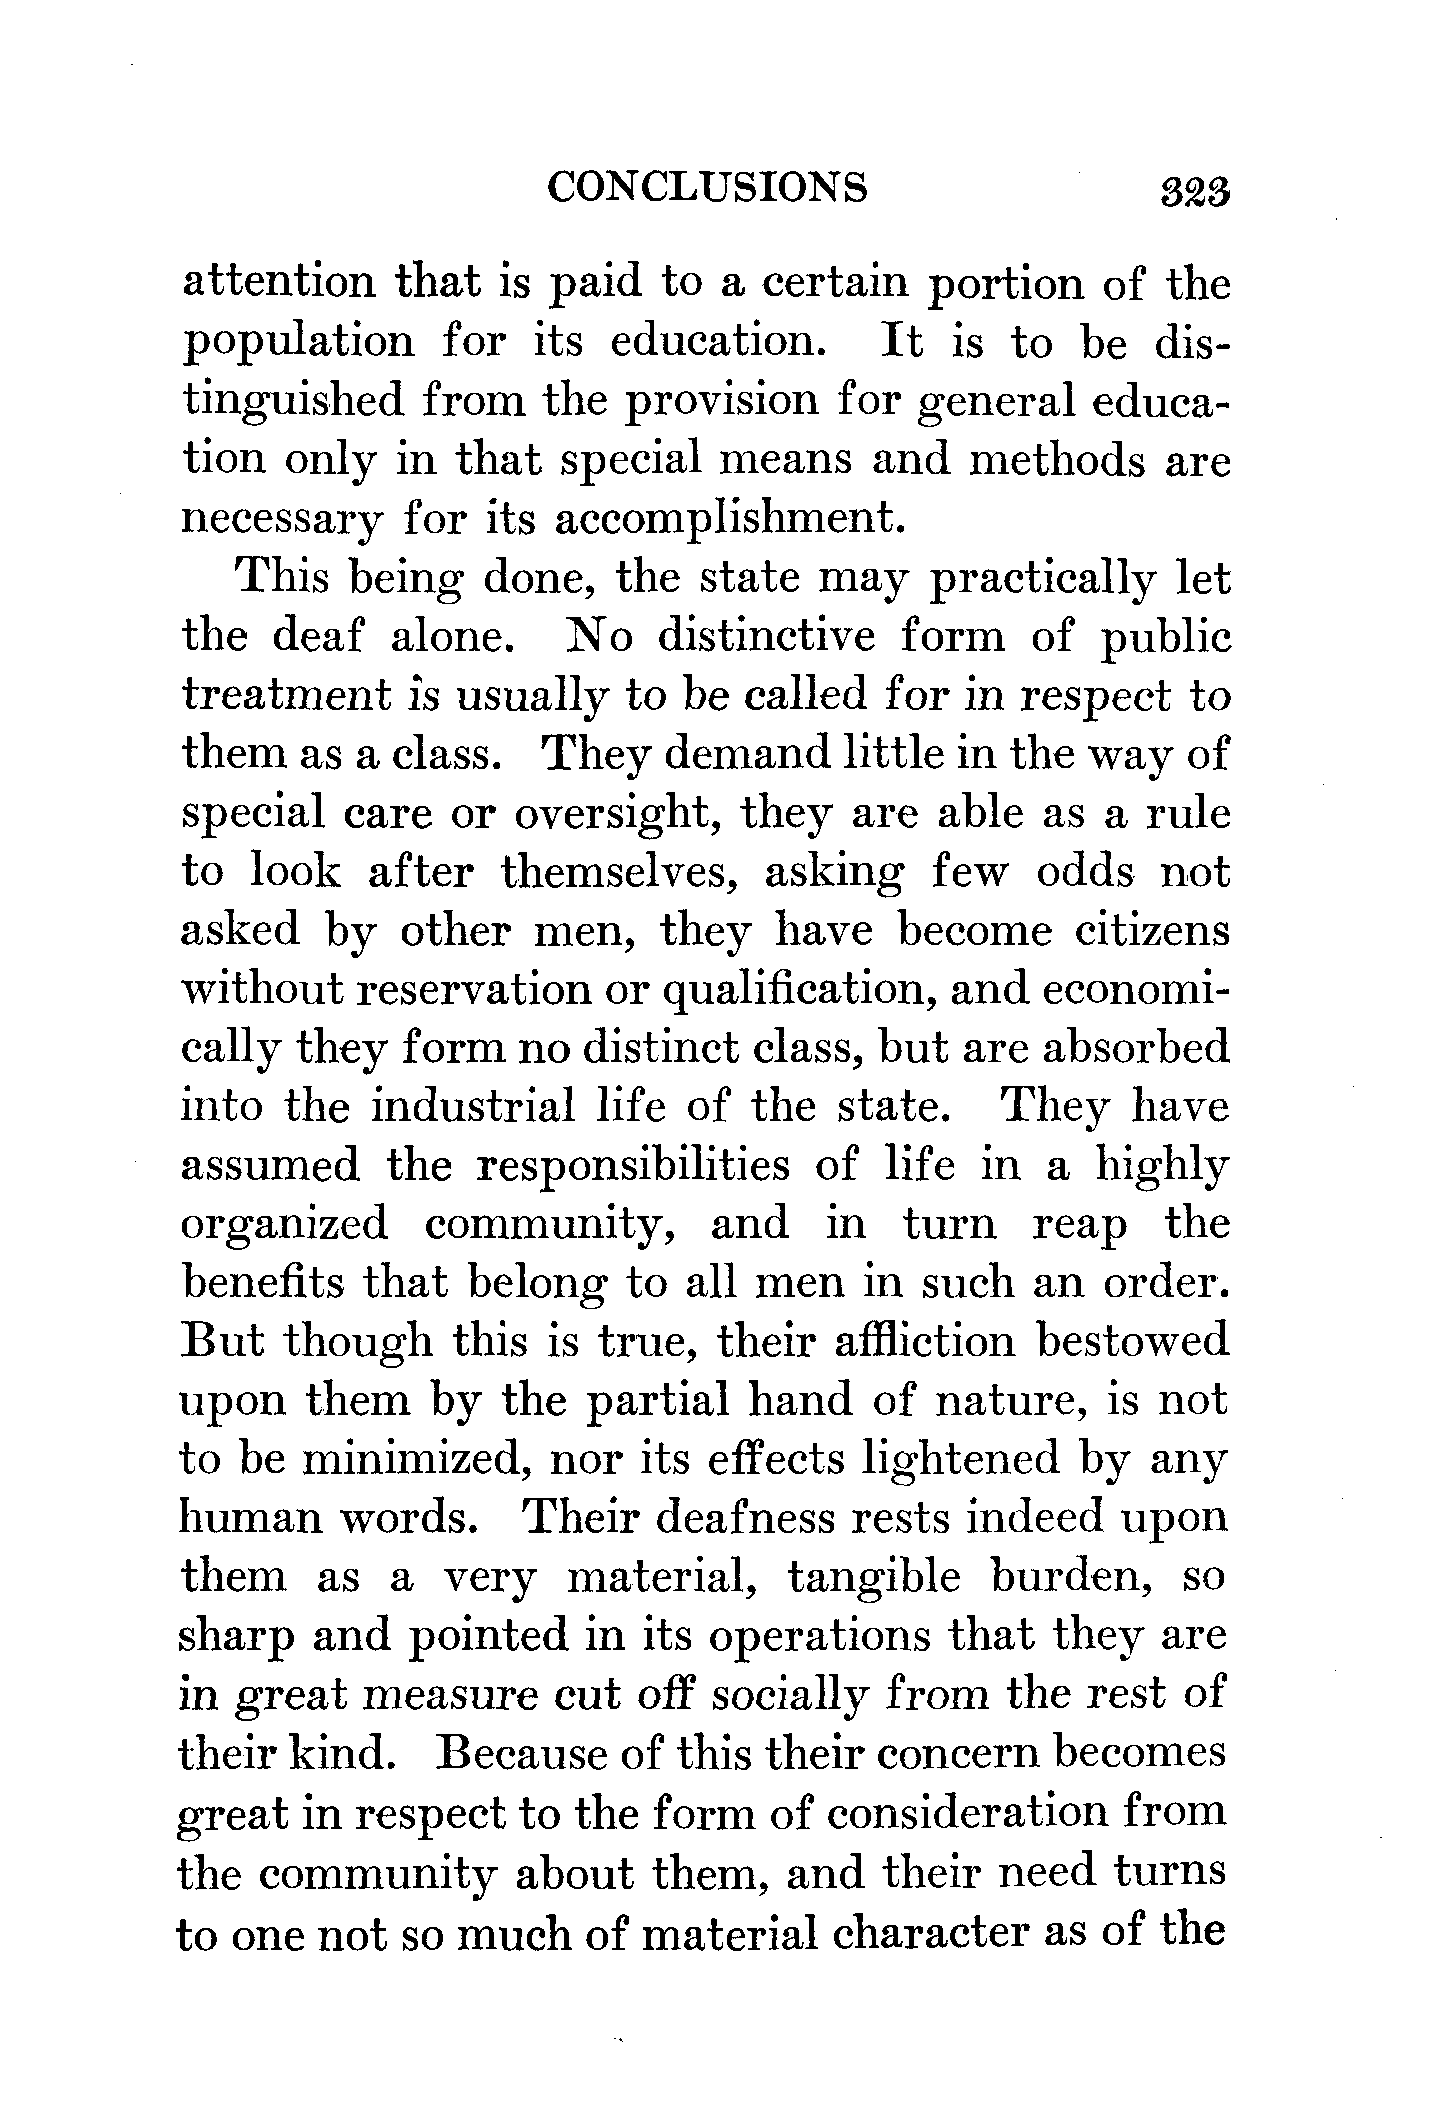 CONCLUSIONS 323
attention that is paid to a certain portion of the
population for its education. It is to be dis-
tinguished from the provision for general educa-
tion only in that special means and methods are
necessary for its accomplishment.
This being done, the state may practically let
the deaf alone. No distinctive form of public
treatment is usually to be called for in respect to
them as a class. They demand little in the way of
special care or oversight, they are able as a rule
to look after themselves, asking few odds not
asked by other men, they have become citizens
without reservation or qualification, and economi-
cally they form no distinct class, but are absorbed
into the industrial life of the state. They have
assumed the responsibilities of life in a highly
organized community, and in turn reap the
benefits that belong to all men in such an order.
But though this is true, their affliction bestowed
upon them by the partial hand of nature, is not
to be minimized, nor its effects lightened by any
human words. Their deafness rests indeed upon
them as a very material, tangible burden, so
sharp and pointed in its operations that they are
in great measure cut off socially from the rest of
their kind. Because of this their concern becomes
great in respect to the form of consideration from
the community about them, and their need turns
to one not so much of material character as of the